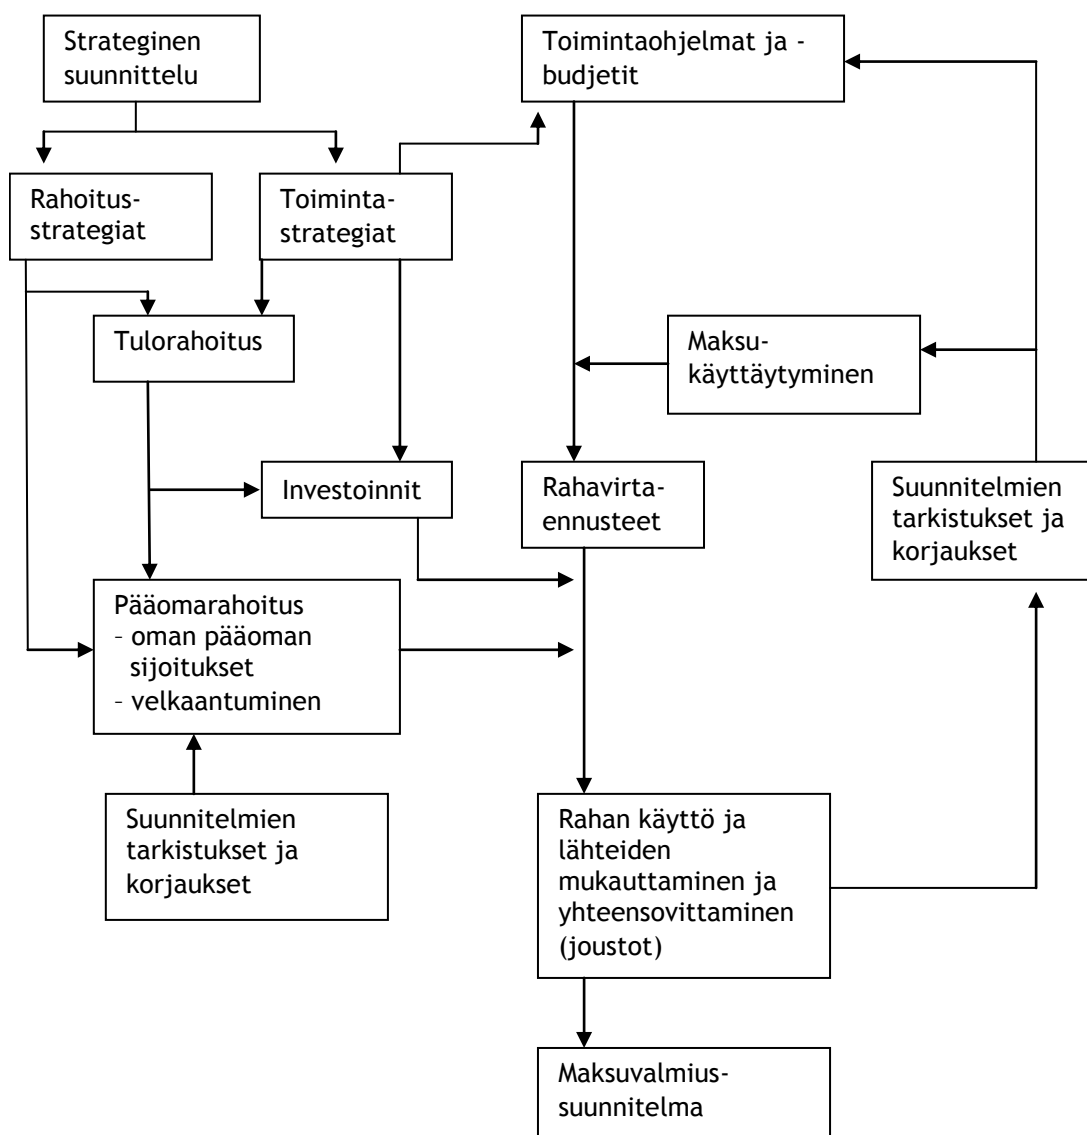 Strateginen
suunnittelu
Toimintaohjelmat ja -
budjetit
Rahoitus-
strategiat
Toiminta-
strategiat
Tulorahoitus
Maksu-
käyttäytyminen
Investoinnit
Rahavirta-
ennusteet
Suunnitelmien
tarkistukset ja
korjaukset
Pääomarahoitus
- oman pääoman
sijoitukset
- velkaantuminen
Suunnitelmien
tarkistukset ja
korjaukset
Rahan käyttö ja
lähteiden
mukauttaminen ja
yhteensovittaminen
(joustot)
Maksuvalmius-
suunnitelma